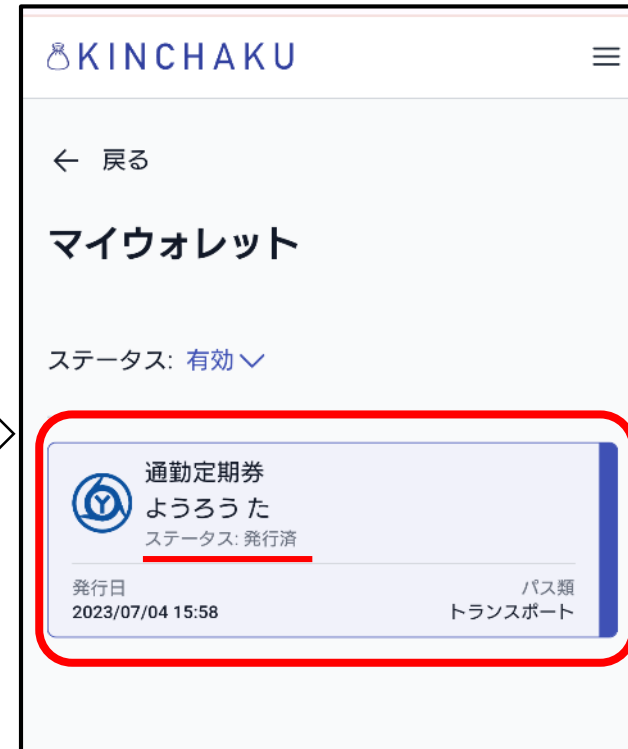 KINCHAKU
← 戻る
マイウォレット
ステータス: 有効
通勤定期券
ようろう た
ステータス: 発行済
発行日
パス類
2023/07/04 15:58
トランスポート